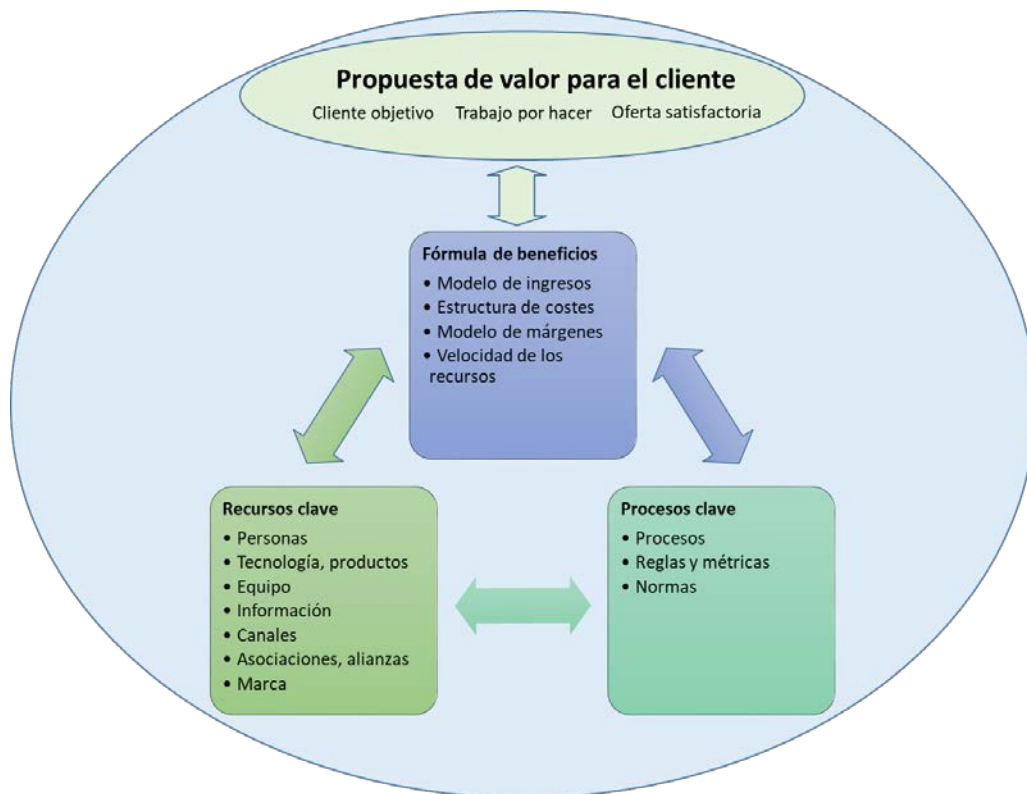 Propuesta de valor para el cliente
Cliente objetivo Trabajo por hacer Oferta satisfactoria
Fórmula de beneficios
• Modelo de ingresos
• Estructura de costes
• Modelo de márgenes
• Velocidad de los
recursos
Recursos clave
• Personas
• Tecnología, productos
• Equipo
• Información
• Canales
• Asociaciones, alianzas
• Marca
Procesos clave
• Procesos
• Reglas y métricas
• Normas